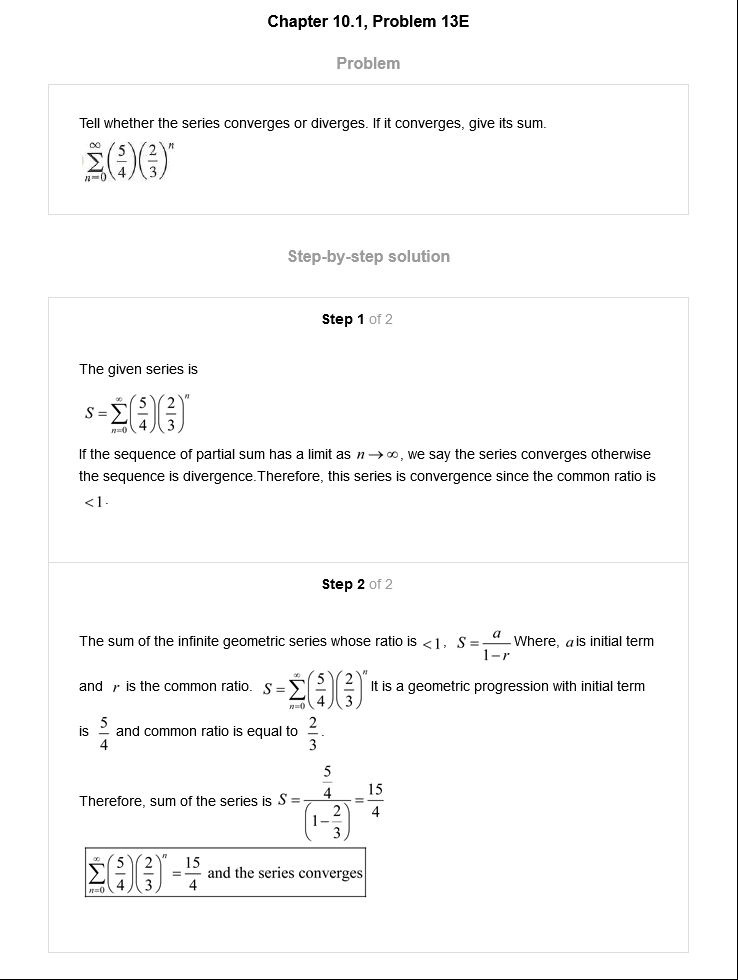 Chapter 10.1, Problem 13E
Problem
Tell whether the series converges or diverges. If it converges, give its sum.
$\sum_{n=0}^{\infty}\left(\frac{5}{4}\right)\left(\frac{2}{3}\right)^n$
Step-by-step solution
Step 1 of 2
The given series is
$S = \sum_{n=0}^{\infty}\left(\frac{5}{4}\right)\left(\frac{2}{3}\right)^n$
If the sequence of partial sum has a limit as $n \to \infty$, we say the series converges otherwise
the sequence is divergence.Therefore, this series is convergence since the common ratio is
<1.
Step 2 of 2
The sum of the infinite geometric series whose ratio is <1, $S = \frac{a}{1-r}$ Where, a is initial term
and r is the common ratio. $S = \sum_{n=0}^{\infty}\left(\frac{5}{4}\right)\left(\frac{2}{3}\right)^n$ It is a geometric progression with initial term
is $\frac{5}{4}$ and common ratio is equal to $\frac{2}{3}$.
Therefore, sum of the series is $S = \frac{\frac{5}{4}}{\left(1-\frac{2}{3}\right)} = \frac{15}{4}$
$\sum_{n=0}^{\infty}\left(\frac{5}{4}\right)\left(\frac{2}{3}\right)^n = \frac{15}{4}$ and the series converges